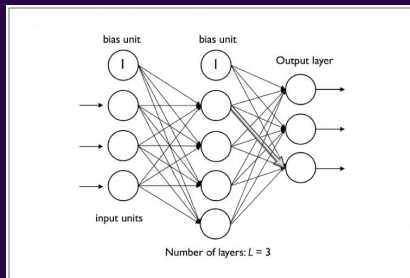 bias unit
bias unit
Output layer
1
1
input units
Number of layers: L = 3